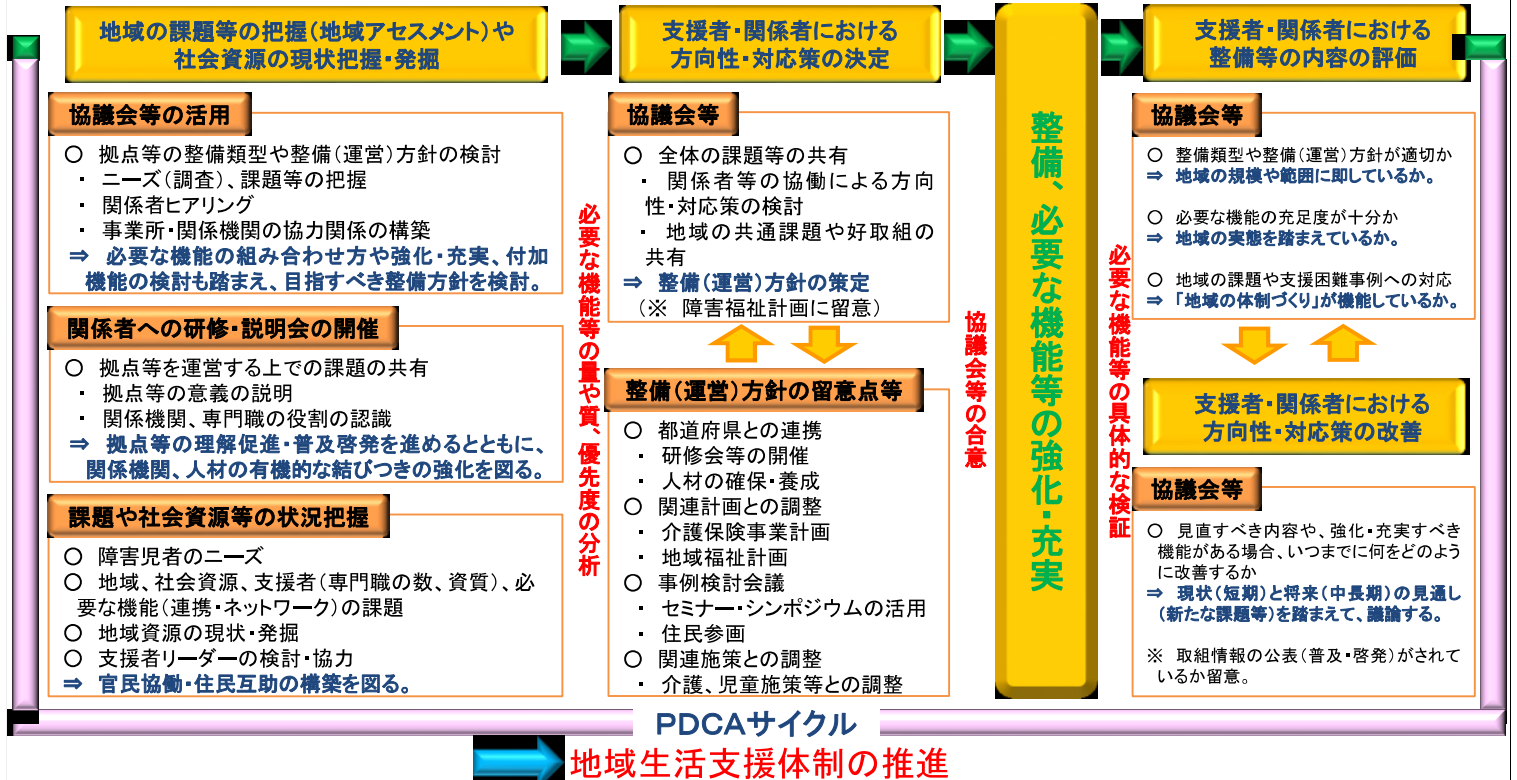 地域の課題等の把握（地域アセスメント）や
社会資源の現状把握・発掘
協議会等の活用
○ 拠点等の整備類型や整備（運営）方針の検討
・ ニーズ（調査）、課題等の把握
・ 関係者ヒアリング
・ 事業所・関係機関の協力関係の構築
⇒ 必要な機能の組み合わせ方や強化・充実、付加
機能の検討も踏まえ、目指すべき整備方針を検討。
関係者への研修・説明会の開催
○ 拠点等を運営する上での課題の共有
・ 拠点等の意義の説明
・ 関係機関、専門職の役割の認識
⇒ 拠点等の理解促進・普及啓発を進めるとともに、
関係機関、人材の有機的な結びつきの強化を図る。
課題や社会資源等の状況把握
○ 障害児者のニーズ
○ 地域、社会資源、支援者（専門職の数、資質）、必
要な機能（連携・ネットワーク）の課題
○ 地域資源の現状・発掘
○ 支援者リーダーの検討・協力
⇒ 官民協働・住民互助の構築を図る。
必要な機能等の量や質、優先度の分析
支援者・関係者における
方向性・対応策の決定
協議会等
○ 全体の課題等の共有
・ 関係者等の協働による方向
性・対応策の検討
・ 地域の共通課題や好取組の
共有
⇒ 整備（運営）方針の策定
（※ 障害福祉計画に留意）
整備（運営）方針の留意点等
○ 都道府県との連携
・ 研修会等の開催
・ 人材の確保・養成
○ 関連計画との調整
・ 介護保険事業計画
・ 地域福祉計画
○ 事例検討会議
・ セミナー・シンポジウムの活用
・ 住民参画
○ 関連施策との調整
・ 介護、児童施策等との調整
協議会等の合意
整備、必要な機能等の強化・充実
必要な機能等の具体的な検証
支援者・関係者における
整備等の内容の評価
協議会等
○ 整備類型や整備（運営）方針が適切か
⇒ 地域の規模や範囲に即しているか。
○ 必要な機能の充足度が十分か
⇒ 地域の実態を踏まえているか。
○ 地域の課題や支援困難事例への対応
⇒ 「地域の体制づくり」が機能しているか。
支援者・関係者における
方向性・対応策の改善
協議会等
○ 見直すべき内容や、強化・充実すべき
機能がある場合、いつまでに何をどのよう
に改善するか
⇒ 現状（短期）と将来（中長期）の見通し
（新たな課題等）を踏まえて、議論する。
※ 取組情報の公表（普及・啓発）がされて
いるか留意。
PDCAサイクル
地域生活支援体制の推進